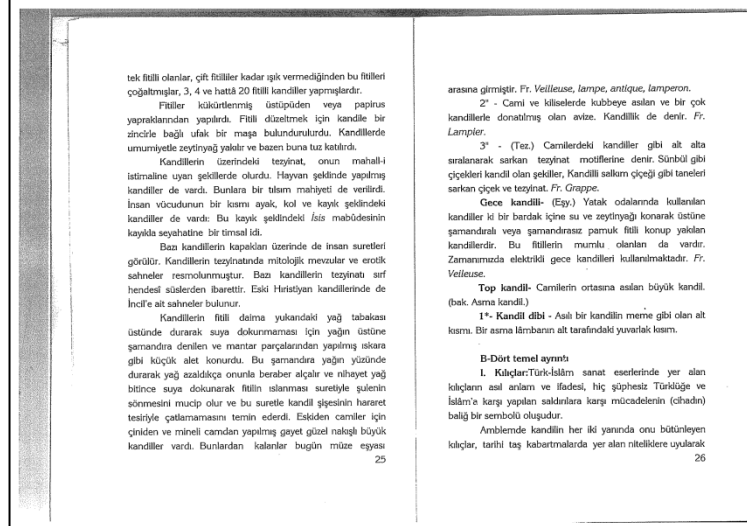 tek fitilli olanlar, çift fitilliler kadar ışık vermediğinden bu fitilleri
çoğaltmışlar, 3, 4 ve hattâ 20 fitilli kandiller yapmışlardır.
Fitiller kükürtlenmiş üstüpüden veya papirus
yapraklarından yapılırdı. Fitili düzeltmek için kandile bir
zincirle bağlı ufak bir maşa bulundurulurdu. Kandillerde
umumiyetle zeytinyağ yakılır ve bazen buna tuz katılırdı.
Kandillerin üzerindeki tezyinat, onun mahall-i
istimaline uyan şekillerde olurdu. Hayvan şeklinde yapılmış
kandiller de vardı. Bunlara bir tılsım mahiyeti de verilirdi.
İnsan vücudunun bir kısmı ayak, kol ve kayık şeklindeki
kandiller de vardı: Bu kayık şeklindeki İsis mabûdesinin
kayıkla seyahatine bir timsal idi.
Bazı kandillerin kapakları üzerinde de insan suretleri
görülür. Kandillerin tezyinatında mitolojik mevzular ve erotik
sahneler resmolunmuştur. Bazı kandillerin tezyinatı sırf
hendesî süslerden ibarettir. Eski Hıristiyan kandillerinde de
İncil'e ait sahneler bulunur.
Kandillerin fitili daima yukarıdaki yağ tabakası
üstünde durarak suya dokunmaması için yağın üstüne
şamandıra denilen ve mantar parçalarından yapılmış ıskara
gibi küçük alet konurdu. Bu şamandıra yağın yüzünde
durarak yağ azaldıkça onunla beraber alçalır ve nihayet yağ
bitince suya dokunarak fitilin ıslanması suretiyle şulenin
sönmesini mucip olur ve bu suretle kandil şişesinin hararet
tesiriyle çatlamamasını temin ederdi. Eskiden camiler için
çiniden ve mineli camdan yapılmış gayet güzel nakışlı büyük
kandiller vardı. Bunlardan kalanlar bugün müze eşyası
25
arasına girmiştir. Fr. Veilleuse, lampe, antique, lamperon.
2° - Cami ve kiliselerde kubbeye asılan ve bir çok
kandillerle donatılmış olan avize. Kandillik de denir. Fr.
Lampier.
3° - (Tez.) Camilerdeki kandiller gibi alt alta
sıralanarak sarkan tezyinat motiflerine denir. Sünbül gibi
çiçekleri kandil olan şekiller, Kandilli salkım çiçeği gibi taneleri
sarkan çiçek ve tezyinat. Fr. Grappe.
Gece kandili- (Eşy.) Yatak odalarında kullanılan
kandiller ki bir bardak içine su ve zeytinyağı konarak üstüne
şamandıralı veya şamandırasız pamuk fitili konup yakılan
kandillerdir. Bu fitillerin mumlu olanları da vardır.
Zamanımızda elektrikli gece kandilleri kullanılmaktadır. Fr.
Veileuse.
Top kandil- Camilerin ortasına asılan büyük kandil.
(bak. Asma kandil.)
1*- Kandil dibi - Asılı bir kandilin meme gibi olan alt
kısmı. Bir asma lâmbanın alt tarafındaki yuvarlak kısım.
B-Dört temel ayrıntı
I. Kılıçlar:Türk-İslâm sanat eserlerinde yer alan
kılıçların asıl anlam ve ifadesi, hiç şüphesiz Türklüğe ve
İslâm'a karşı yapılan saldırılara karşı mücadelenin (cihadın)
baliğ bir sembolü oluşudur.
Amblemde kandilin her iki yanında onu bütünleyen
kılıçlar, tarihi taş kabartmalarda yer alan niteliklere uyularak
26